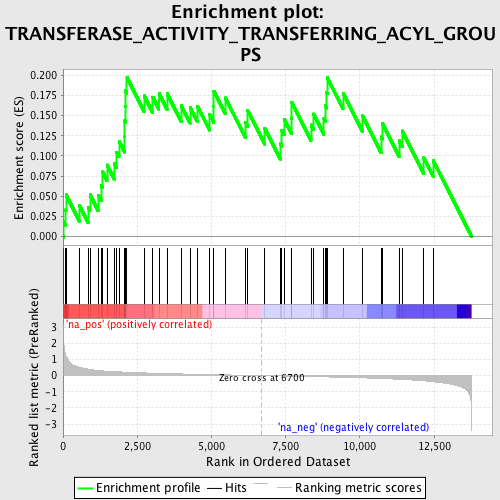 Enrichment plot:
TRANSFERASE_ACTIVITY_TRANSFERRING_ACYL_GROU
PS
Enrichment score (ES)
0.200
0.175
0.150
0.125
0.100
0.075
0.050
0.025
0.000
'na_pos' (positively correlated)
Ranked list metric (PreRanked)
3
2
1
0
-1
-2
-3
Zero cross at 6700
'na_neg' (negatively correlated)
0
2,500
5,000
7,500
10,000
12,500
Rank in Ordered Dataset
Enrichment profile
Hits
Ranking metric scores